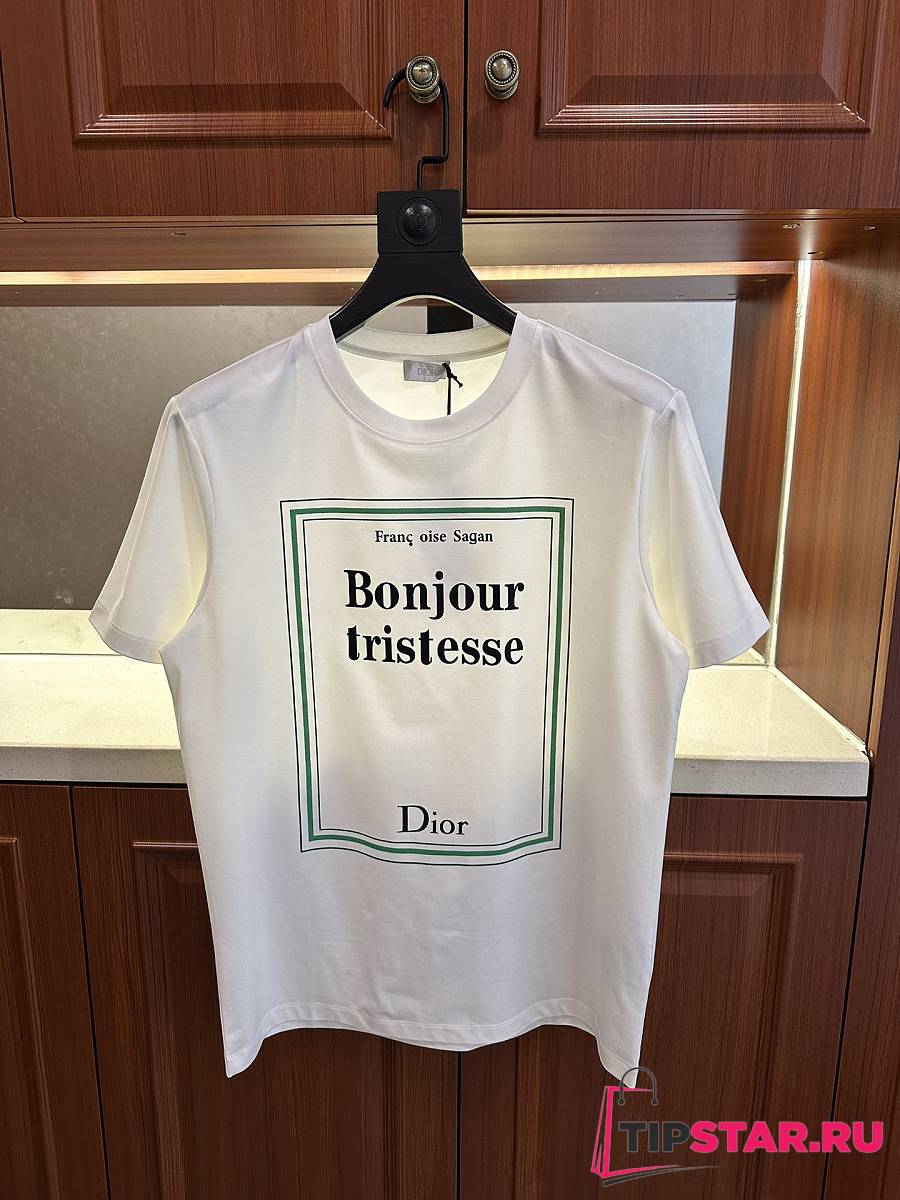 DIOR
Franç oise Sagan
Bonjour
tristesse
Dior
TIPSTAR.RU